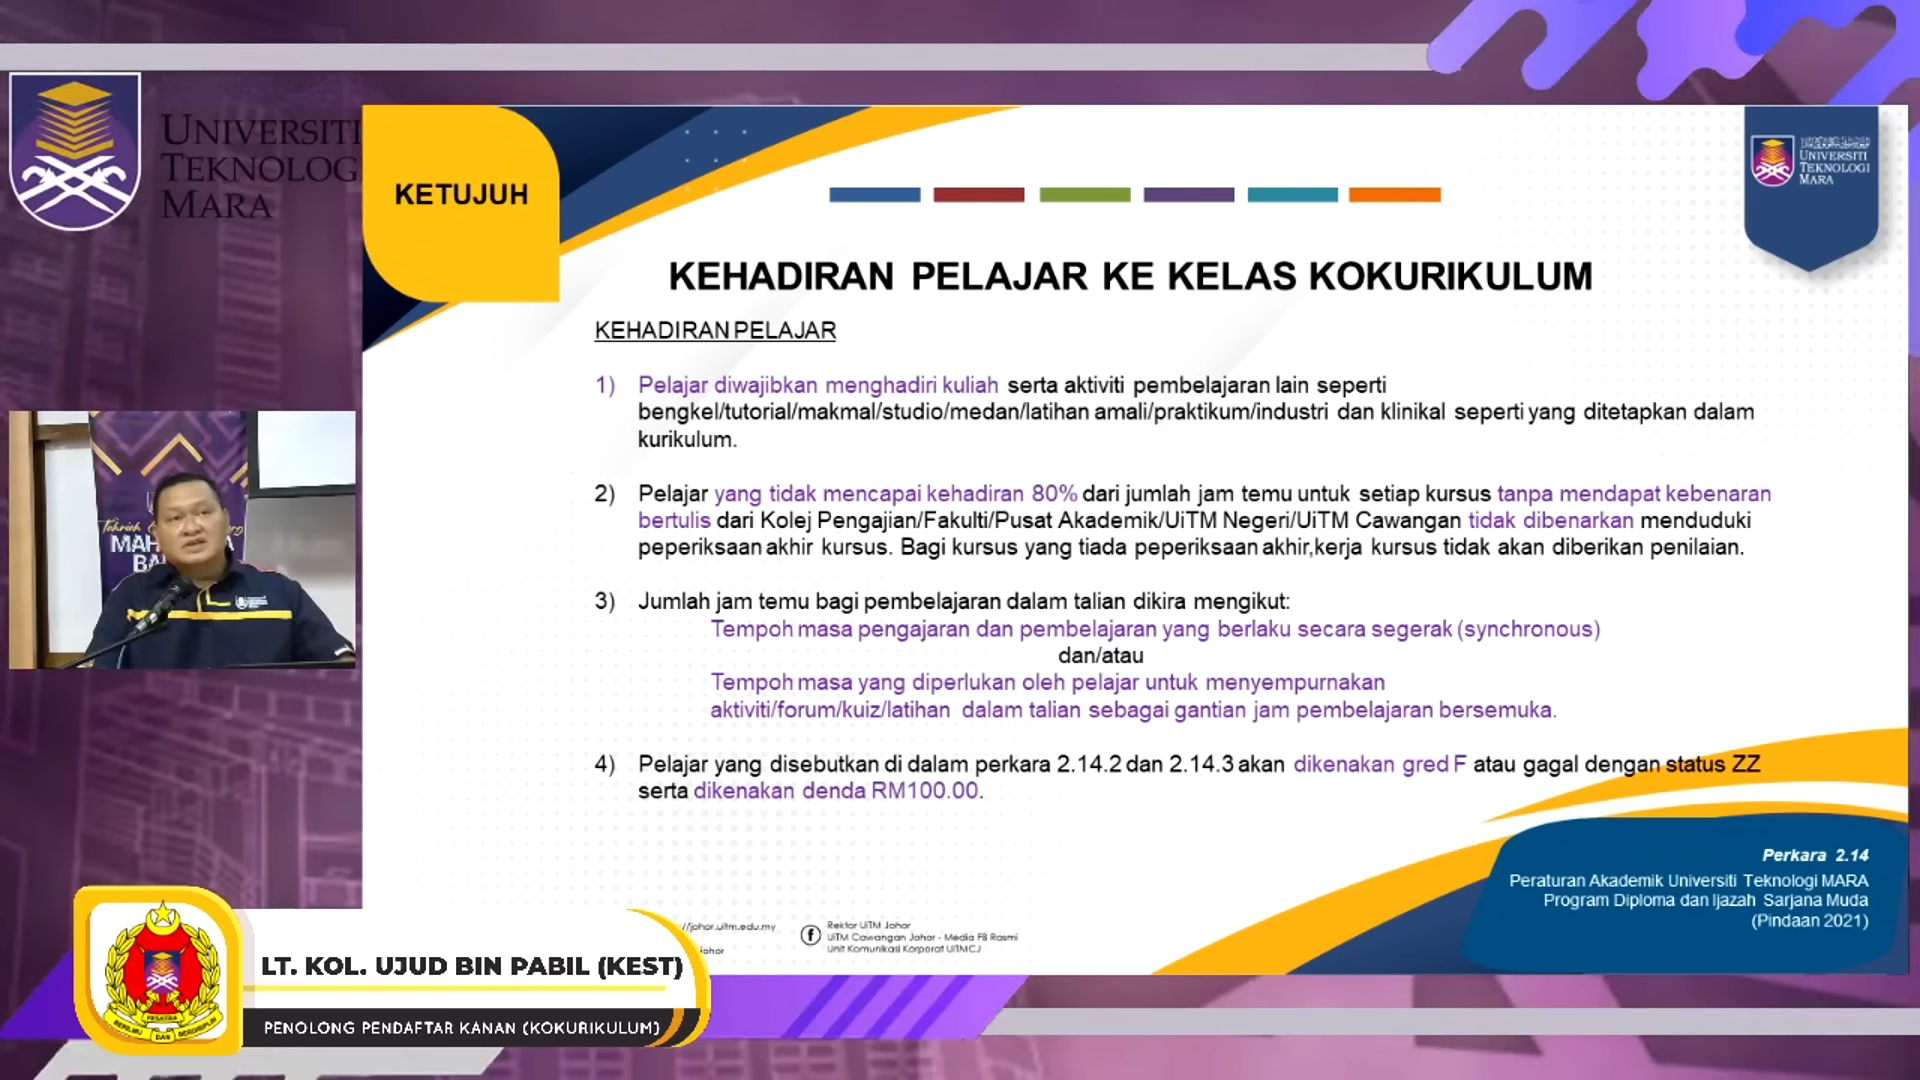 UNIVERSITI
TEKNOLOGI
MARA
KETUJUH
UNIVERSITI
TEKNOLOGI
MARA
KEHADIRAN PELAJAR KE KELAS KOKURIKULUM
KEHADIRAN PELAJAR
1) Pelajar diwajibkan menghadiri kuliah serta aktiviti pembelajaran lain seperti
bengkel/tutorial/makmal/studio/medan/latihan amali/praktikum/industri dan klinikal seperti yang ditetapkan dalam
kurikulum.
2) Pelajar yang tidak mencapai kehadiran 80% dari jumlah jam temu untuk setiap kursus tanpa mendapat kebenaran
bertulis dari Kolej Pengajian/Fakulti/Pusat Akademik/UiTM Negeri/UiTM Cawangan tidak dibenarkan menduduki
peperiksaan akhir kursus. Bagi kursus yang tiada peperiksaan akhir,kerja kursus tidak akan diberikan penilaian.
3) Jumlah jam temu bagi pembelajaran dalam talian dikira mengikut:
Tempoh masa pengajaran dan pembelajaran yang berlaku secara segerak (synchronous)
dan/atau
Tempoh masa yang diperlukan oleh pelajar untuk menyempurnakan
aktiviti/forum/kuiz/latihan dalam talian sebagai gantian jam pembelajaran bersemuka.
4) Pelajar yang disebutkan di dalam perkara 2.14.2 dan 2.14.3 akan dikenakan gred F atau gagal dengan status ZZ
serta dikenakan denda RM100.00.
Perkara 2.14
Peraturan Akademik Universiti Teknologi MARA
Program Diploma dan Ijazah Sarjana Muda
(Pindaan 2021)
//johor.uitm.edu.my
johor
Rektor UiTM Johor
UiTM Cawangan Johor - Media FB Rasmi
Unit Komunikasi Korporat UiTMCJ
LT. KOL. UJUD BIN PABIL (KEST)
PENOLONG PENDAFTAR KANAN (KOKURIKULUM)